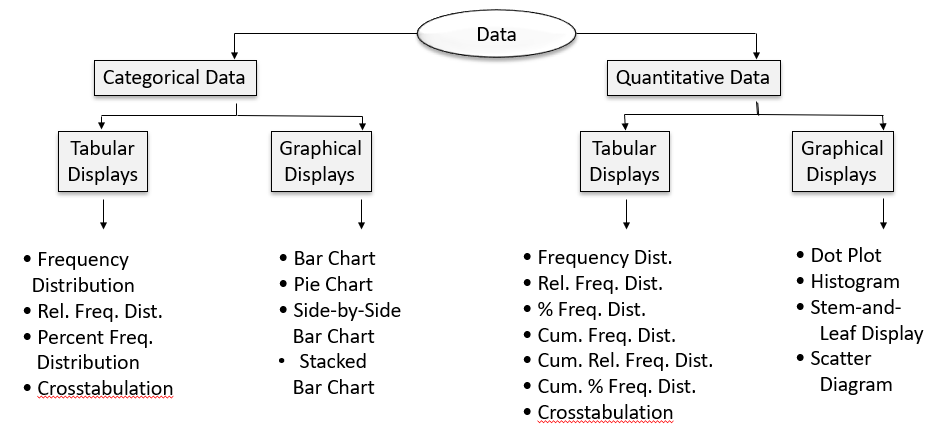 Data
Categorical Data
Quantitative Data
Tabular
Displays
Graphical
Displays
Tabular
Displays
Graphical
Displays
• Frequency
Distribution
• Rel. Freq. Dist.
• Percent Freq.
Distribution
• Crosstabulation
• Bar Chart
• Pie Chart
• Side-by-Side
Bar Chart
• Stacked
Bar Chart
• Frequency Dist.
• Rel. Freq. Dist.
• % Freq. Dist.
• Cum. Freq. Dist.
• Cum. Rel. Freq. Dist.
• Cum. % Freq. Dist.
• Crosstabulation
• Dot Plot
• Histogram
• Stem-and-
Leaf Display
• Scatter
Diagram